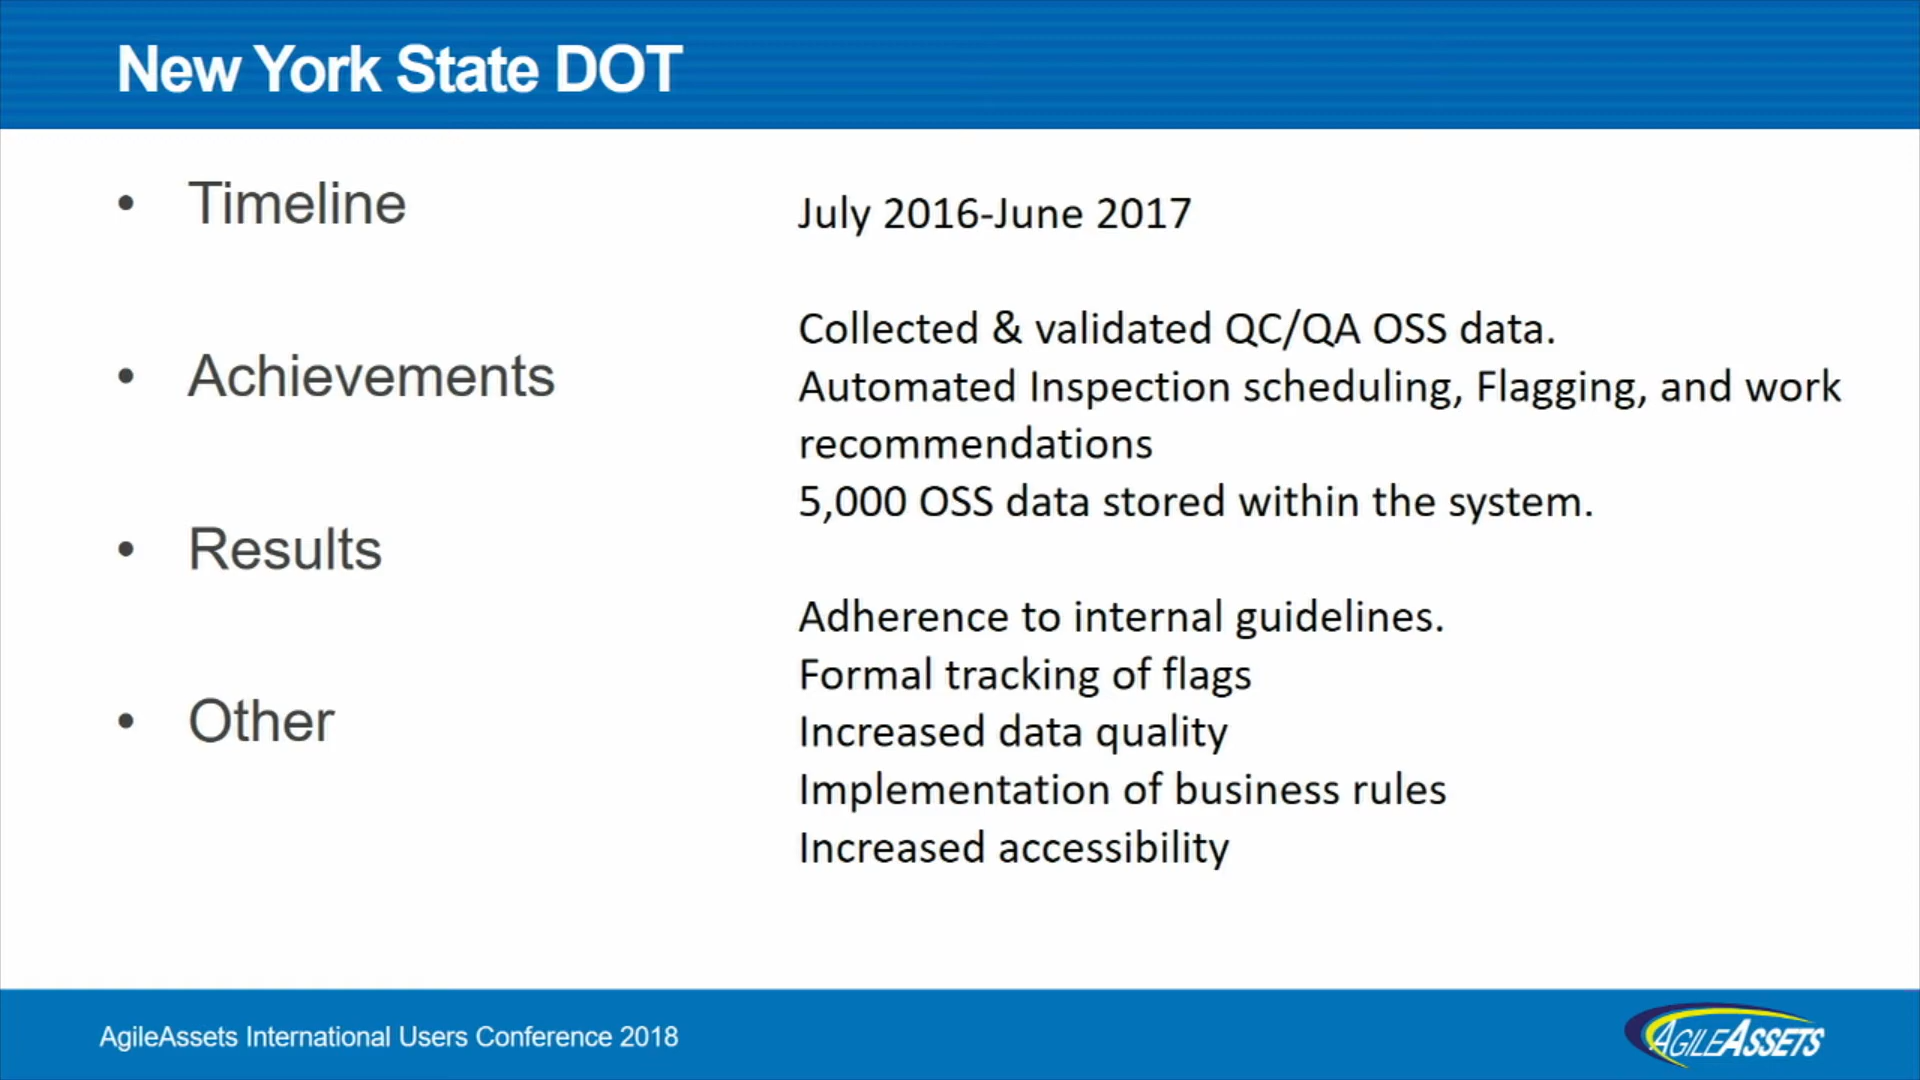 New York State DOT
• Timeline
July 2016-June 2017
• Achievements
Collected & validated QC/QA OSS data.
Automated Inspection scheduling, Flagging, and work
recommendations
5,000 OSS data stored within the system.
• Results
Adherence to internal guidelines.
Formal tracking of flags
Increased data quality
Implementation of business rules
Increased accessibility
• Other
AgileAssets International Users Conference 2018
AGILEASSETS